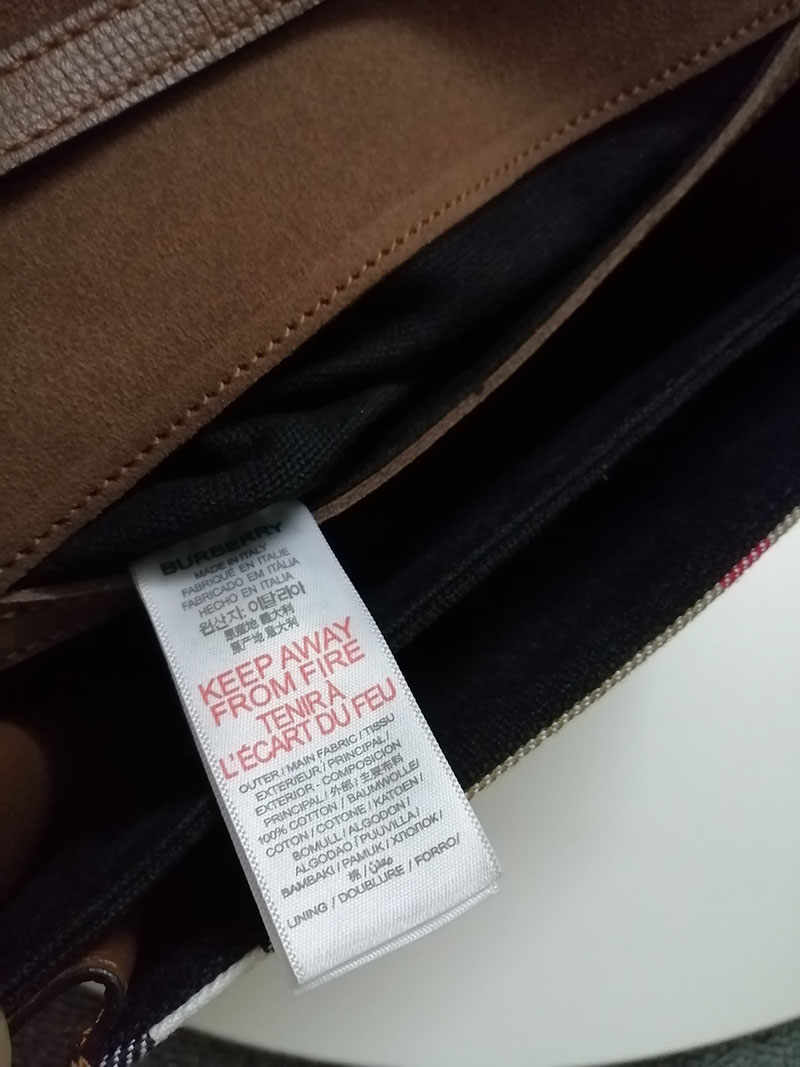 BURBERRY
MADE IN ITALY
FABRIQUÉ EN ITALIE
FABRICADO EM ITÁLIA
HECHO EN ITALIA
원산지: 이탈리아
原産地 義大利
原产地 意大利
KEEP AWAY
FROM FIRE
TENIR À
L'ÉCART DU FEU
OUTER / MAIN FABRIC / TISSU
EXTERIEUR / PRINCIPAL /
EXTERIOR - COMPOSICION
PRINCIPAL / 外部 / 主要布料
100% COTTON / BAUMWOLLE/
COTON / COTONE / KATOEN /
BOMULL / ALGODON /
ALGODAO / PUUVILLA /
BAMBAKI / PAMUK / ХЛОПОК /
棉 / قطن
LINING / DOUBLURE / FORRO/